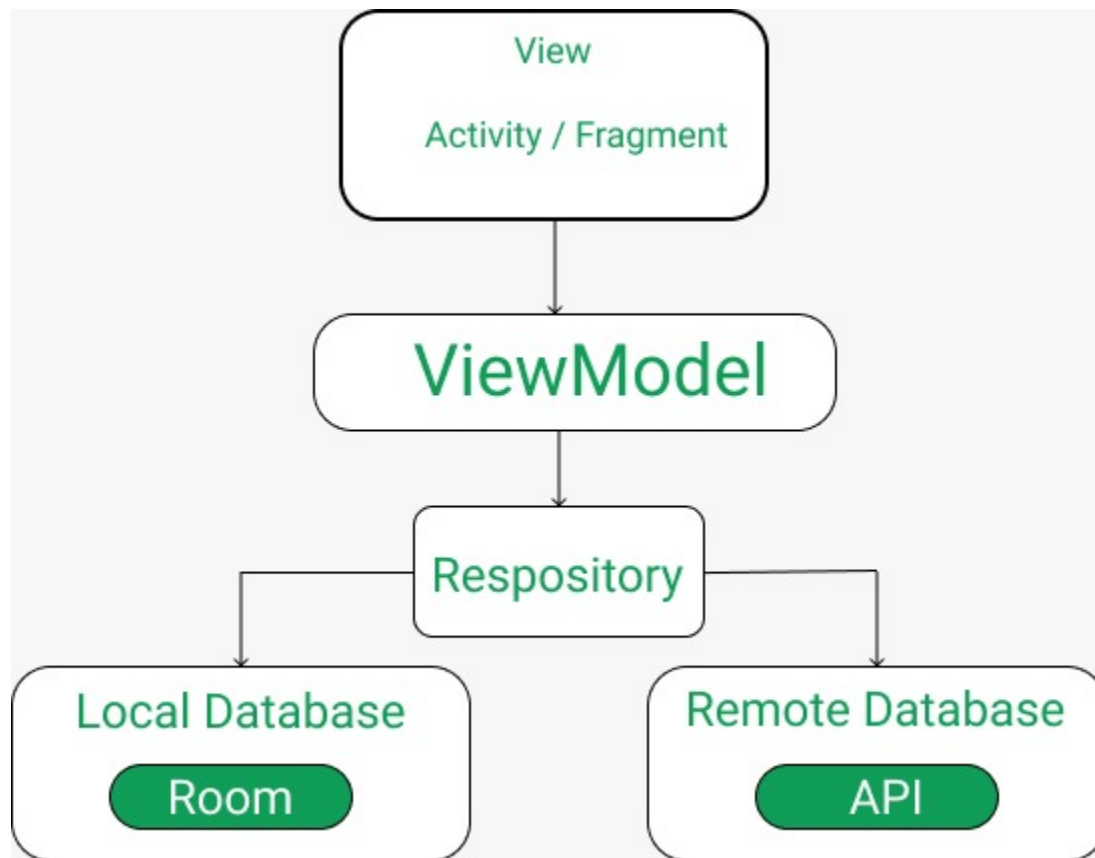 View
Activity / Fragment
ViewModel
Respository
Local Database
Room
Remote Database
API